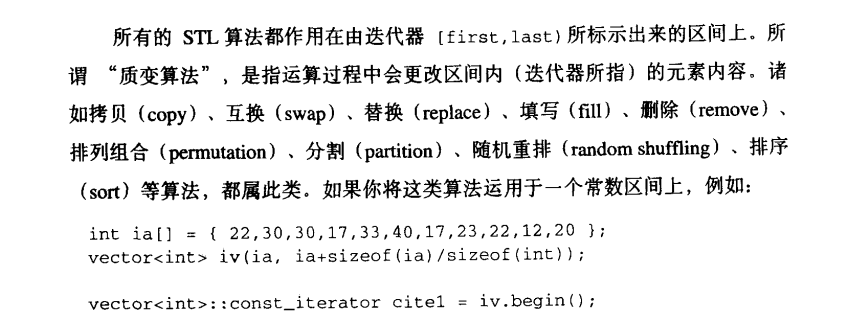 所有的 STL 算法都作用在由迭代器 [first,last) 所标示出来的区间上。所
谓 “质变算法” ，是指运算过程中会更改区间内（迭代器所指）的元素内容。诸
如拷贝（copy）、互换（swap）、替换（replace）、填写（fill）、删除（remove）、
排列组合（permutation）、分割（partition）、随机重排（random shuffling）、排序
（sort）等算法，都属此类。如果你将这类算法运用于一个常数区间上，例如：
int ia[] = { 22,30,30,17,33,40,17,23,22,12,20 };
vector<int> iv(ia, ia+sizeof(ia)/sizeof(int));
vector<int>::const_iterator cite1 = iv.begin();